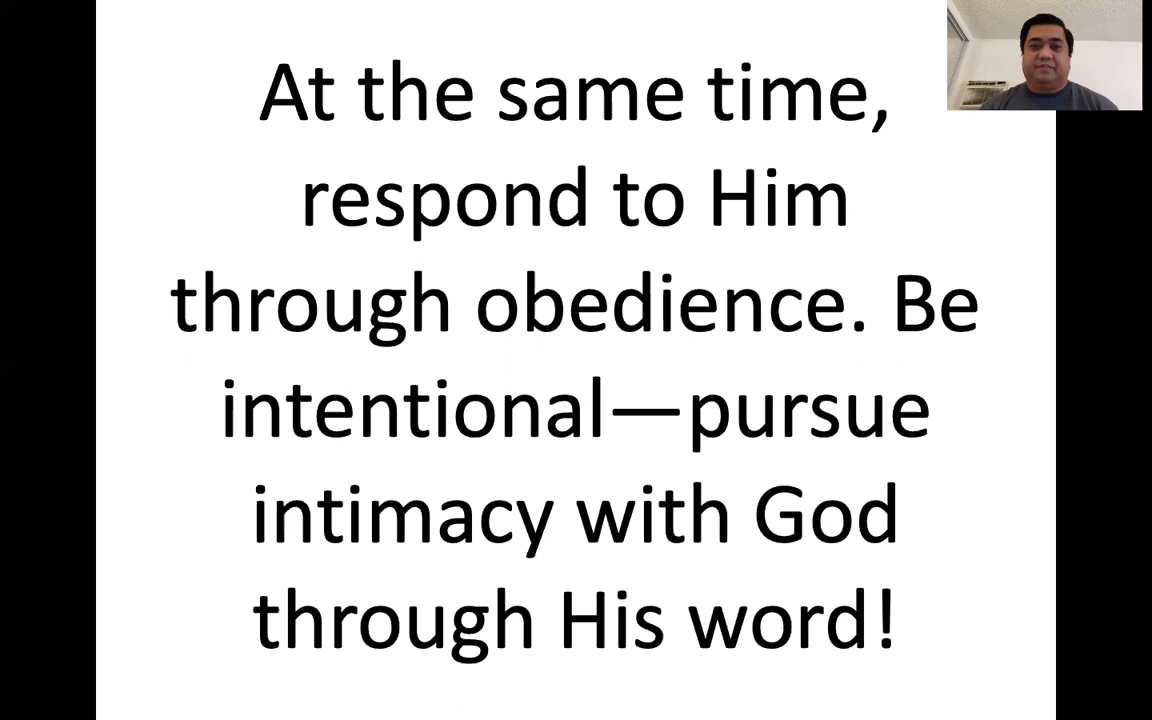 At the same time,
respond to Him
through obedience. Be
intentional—pursue
intimacy with God
through His word!